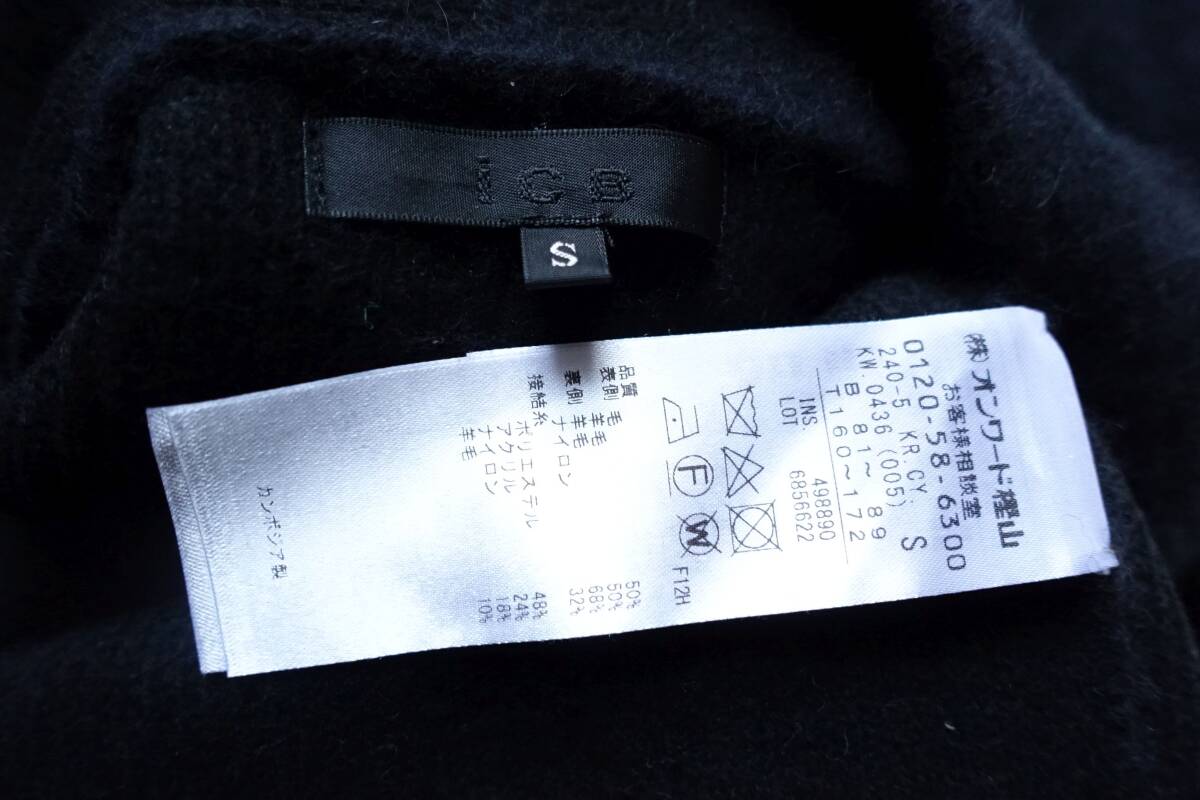 ICB
S
(株)オンワード樫山
お客様相談室
0120-58-6300
240-5 KR.CY. S
KW.0436 (005)
B 81~ 89
T 160~172
INS 498890
LOT 6856622
F W F12H
品質
表側 毛 50%
羊毛 50%
裏側 羊毛 68%
ナイロン 32%
接結糸 ポリエステル 48%
アクリル 24%
ナイロン 18%
羊毛 10%
カンボジア製